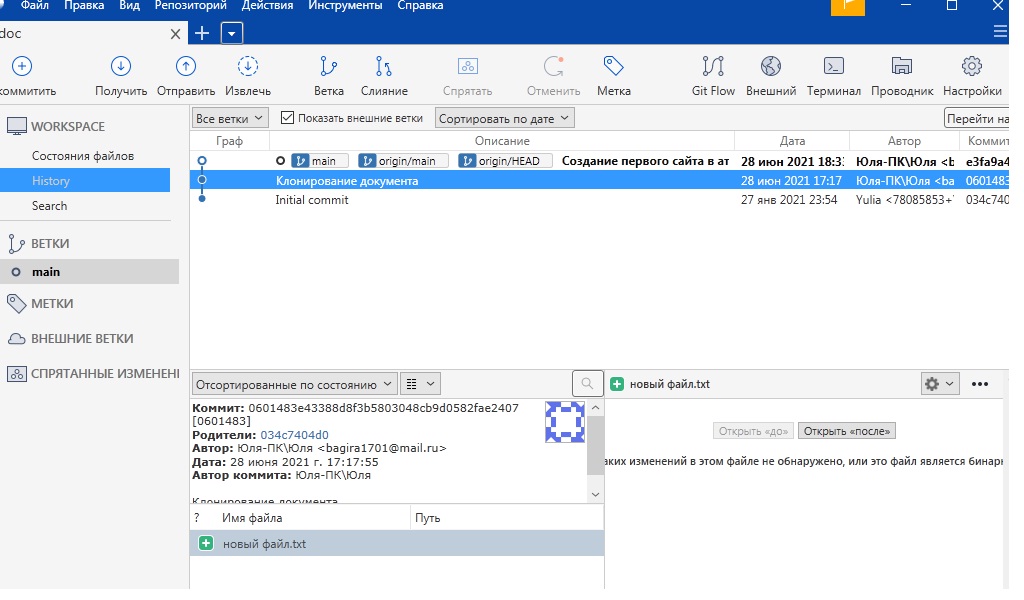 Файл Правка Вид Репозиторий Действия Инструменты Справка
doc
коммитить Получить Отправить Извлечь Ветка Слияние Спрятать Отменить Метка Git Flow Внешний Терминал Проводник Настройки
Все ветки Показать внешние ветки Сортировать по дате Перейти на
Граф Описание Дата Автор Коммит
main origin/main origin/HEAD Создание первого сайта в ат 28 июн 2021 18:3 Юля-ПК\Юля <b e3fa9a4
Клонирование документа 28 июн 2021 17:17 Юля-ПК\Юля <ba 0601483
Initial commit 27 янв 2021 23:54 Yulia <78085853+ 034c740
WORKSPACE
Состояния файлов
History
Search
ВЕТКИ
main
МЕТКИ
ВНЕШНИЕ ВЕТКИ
СПРЯТАННЫЕ ИЗМЕНЕНІ
Отсортированные по состоянию
Коммит: 0601483e43388d8f3b5803048cb9d0582fae2407
[0601483]
Родители: 034c7404d0
Автор: Юля-ПК\Юля <bagira1701@mail.ru>
Дата: 28 июня 2021 г. 17:17:55
Автор коммита: Юля-ПК\Юля
Клонирование документа
? Имя файла Путь
новый файл.txt
новый файл.txt
Открыть «до» Открыть «после»
аких изменений в этом файле не обнаружено, или это файл является бинарн